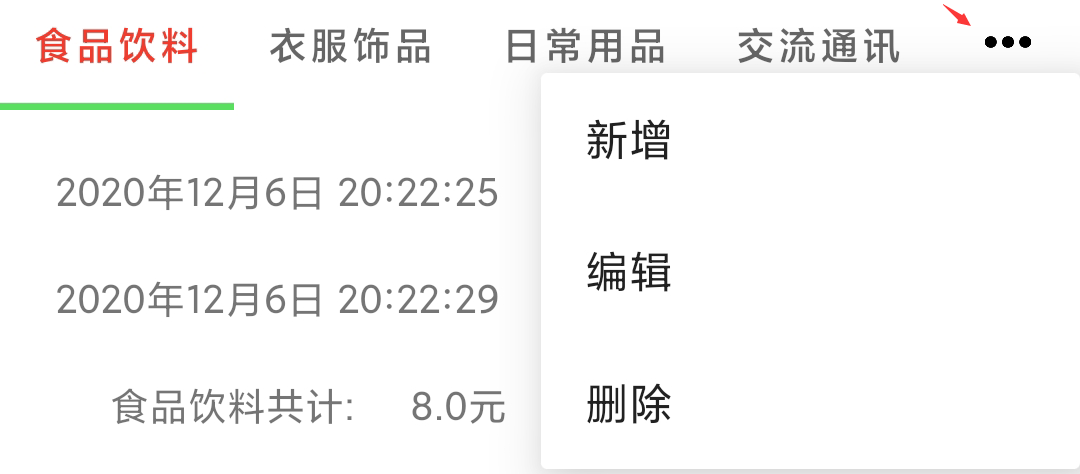 食品饮料 衣服饰品 日常用品 交流通讯 •••
新增
2020年12月6日 20:22:25
编辑
2020年12月6日 20:22:29
食品饮料共计: 8.0元
删除